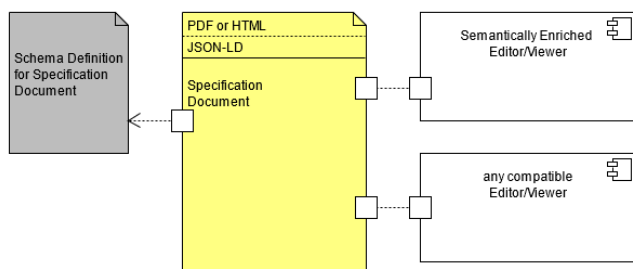 Schema Definition
for Specification
Document
PDF or HTML
JSON-LD
Specification
Document
Semantically Enriched
Editor/Viewer
any compatible
Editor/Viewer